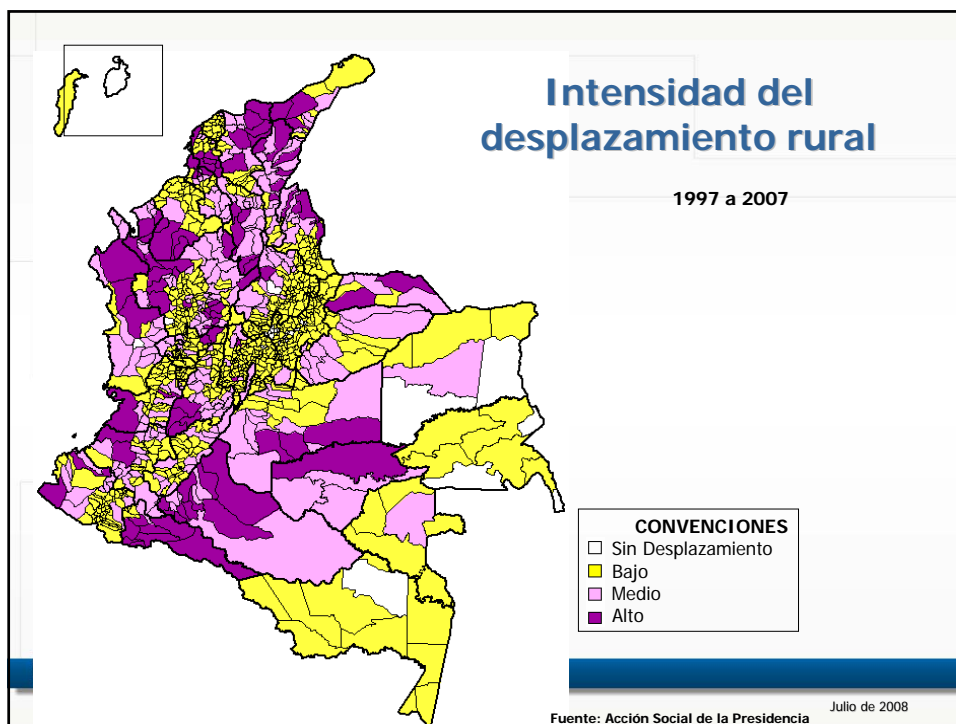 Intensidad del
desplazamiento rural
1997 a 2007
CONVENCIONES
Sin Desplazamiento
Bajo
Medio
Alto
Julio de 2008
Fuente: Acción Social de la Presidencia